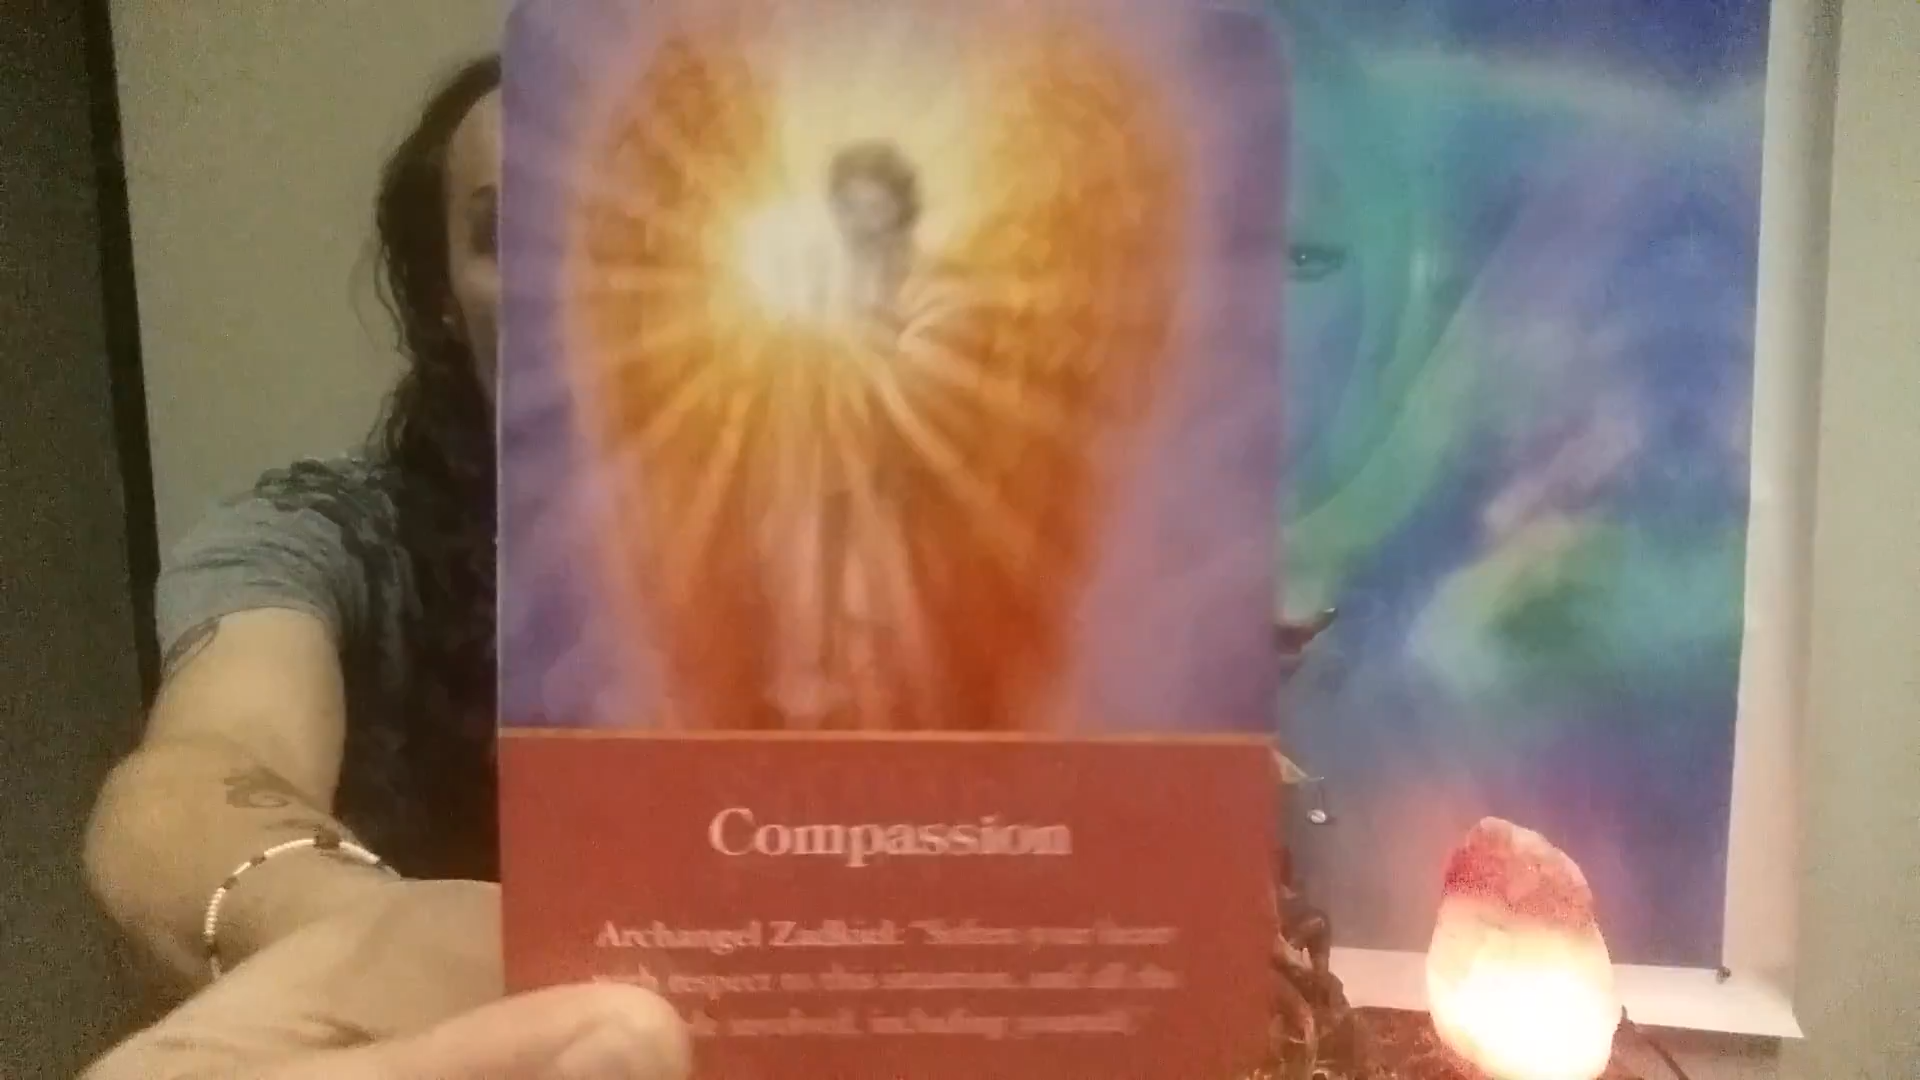 Compassion
Archangel Zadkiel: "Soften your heart
with respect to this situation, and all the
involved, including yourself."